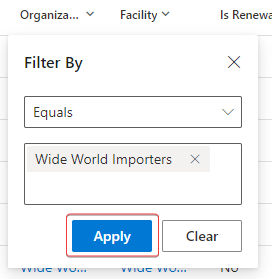 Organiza... Facility Is Renewa
Filter By
Equals
Wide World Importers
Apply Clear
Wide Wo... Wide Wo... No